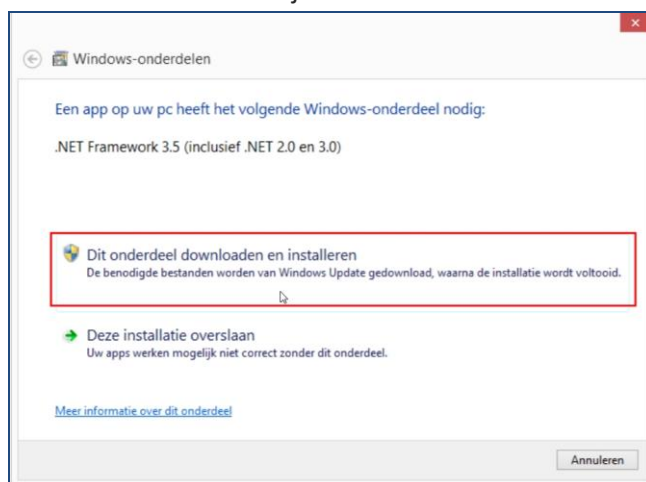 Windows-onderdelen
Een app op uw pc heeft het volgende Windows-onderdeel nodig:
.NET Framework 3.5 (inclusief .NET 2.0 en 3.0)
Dit onderdeel downloaden en installeren
De benodigde bestanden worden van Windows Update gedownload, waarna de installatie wordt voltooid.
Deze installatie overslaan
Uw apps werken mogelijk niet correct zonder dit onderdeel.
Meer informatie over dit onderdeel
Annuleren